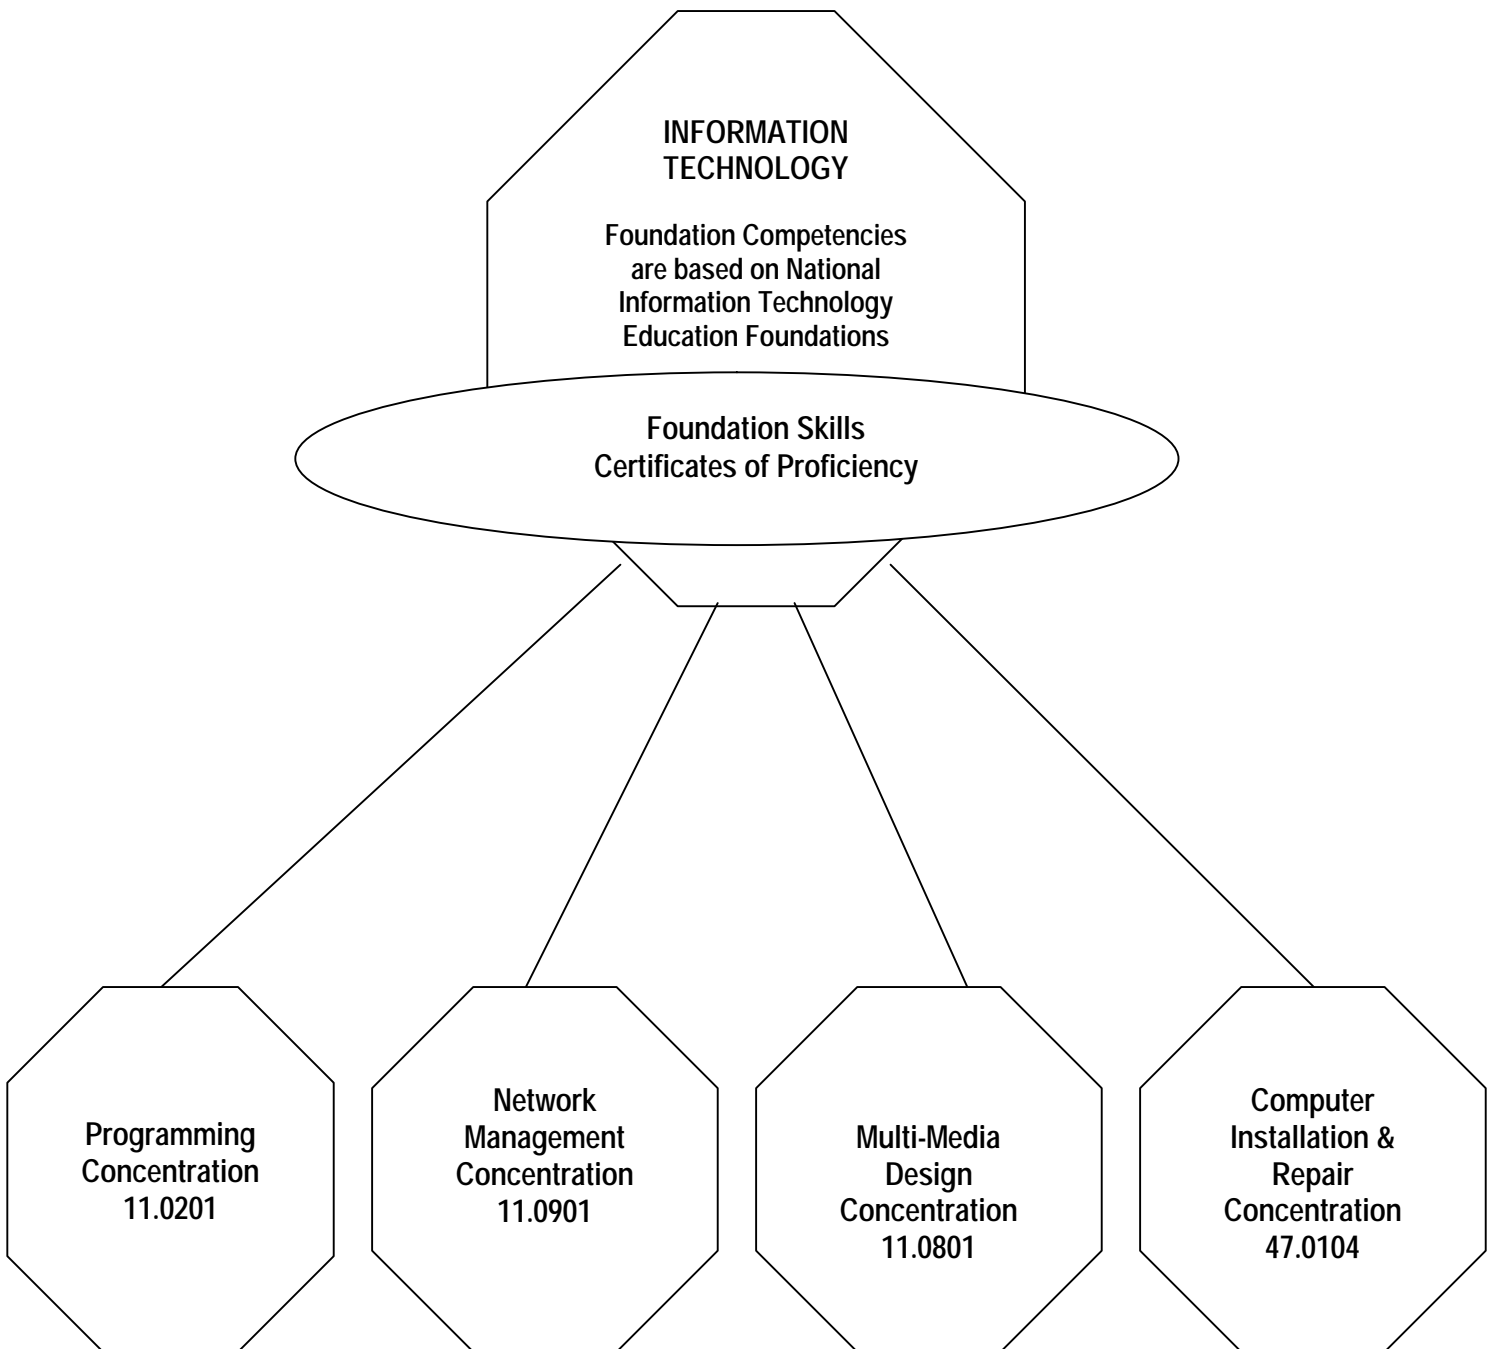 INFORMATION
TECHNOLOGY
Foundation Competencies
are based on National
Information Technology
Education Foundations
Foundation Skills
Certificates of Proficiency
Programming
Concentration
11.0201
Network
Management
Concentration
11.0901
Multi-Media
Design
Concentration
11.0801
Computer
Installation &
Repair
Concentration
47.0104